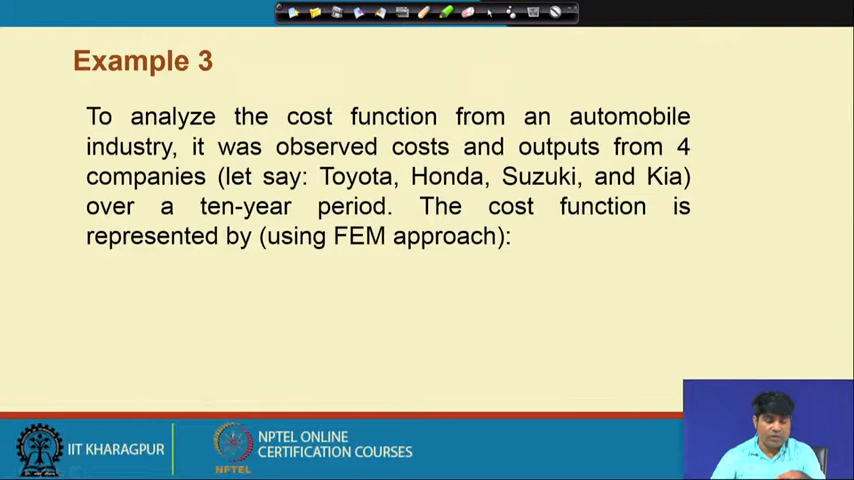 Example 3
To analyze the cost function from an automobile
industry, it was observed costs and outputs from 4
companies (let say: Toyota, Honda, Suzuki, and Kia)
over a ten-year period. The cost function is
represented by (using FEM approach):
IIT KHARAGPUR
NPTEL
NPTEL ONLINE
CERTIFICATION COURSES